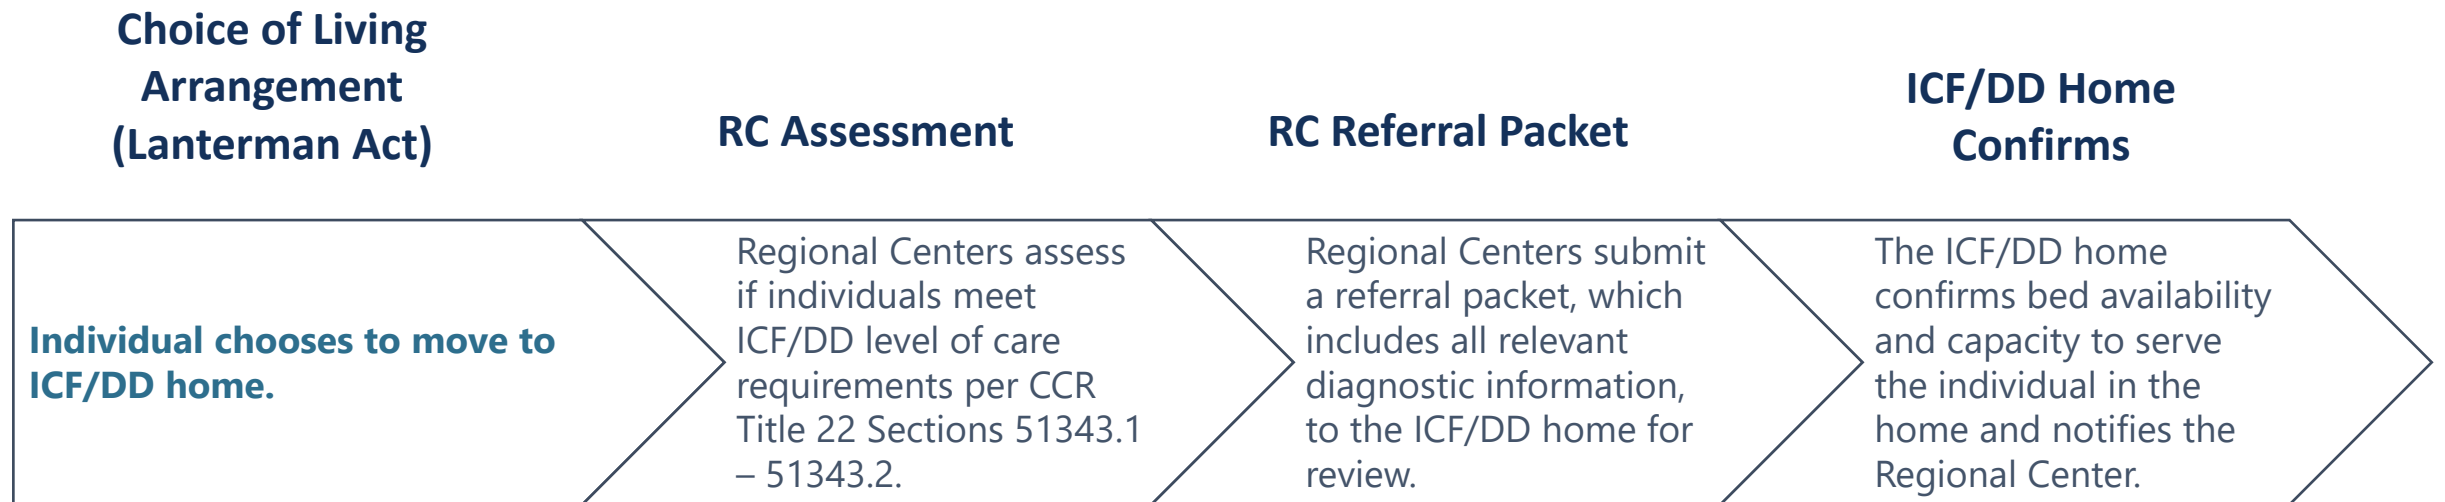 Choice of Living
Arrangement
(Lanterman Act)
RC Assessment
RC Referral Packet
ICF/DD Home
Confirms
Individual chooses to move to
ICF/DD home.
Regional Centers assess
if individuals meet
ICF/DD level of care
requirements per CCR
Title 22 Sections 51343.1
– 51343.2.
Regional Centers submit
a referral packet, which
includes all relevant
diagnostic information,
to the ICF/DD home for
review.
The ICF/DD home
confirms bed availability
and capacity to serve
the individual in the
home and notifies the
Regional Center.